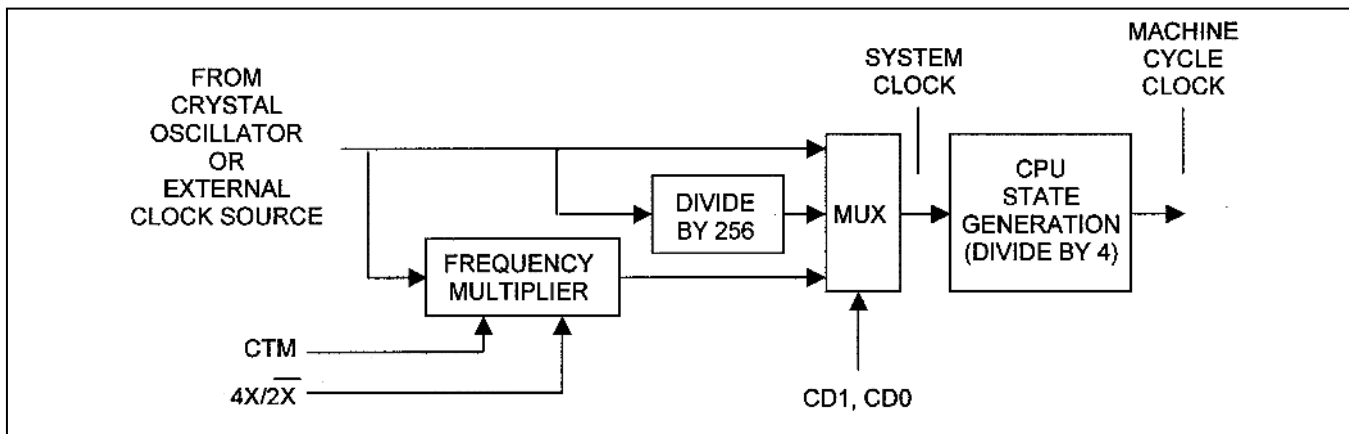 FROM
CRYSTAL
OSCILLATOR
OR
EXTERNAL
CLOCK SOURCE
SYSTEM
CLOCK
MACHINE
CYCLE
CLOCK
DIVIDE
BY 256
MUX
CPU
STATE
GENERATION
(DIVIDE BY 4)
FREQUENCY
MULTIPLIER
CTM
4X/2X̅
CD1, CD0